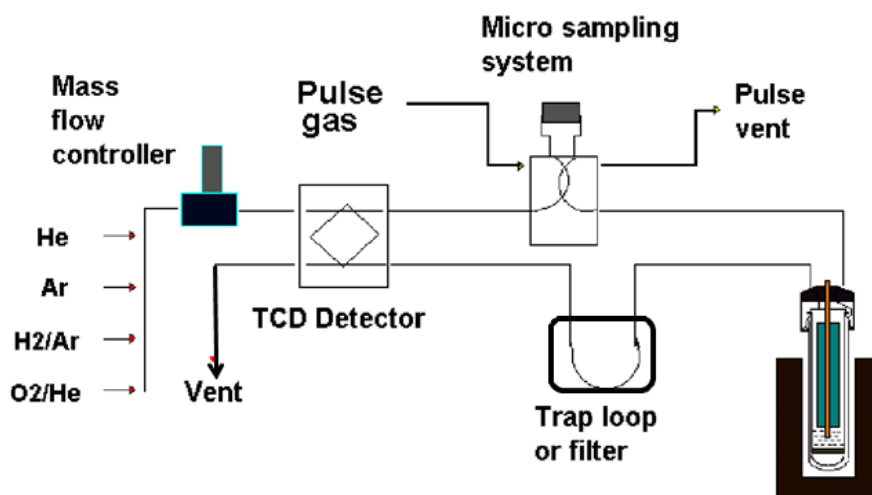 Micro sampling
system
Mass
flow
controller
Pulse
gas
Pulse
vent
He
Ar
H2/Ar
O2/He
TCD Detector
Vent
Trap loop
or filter